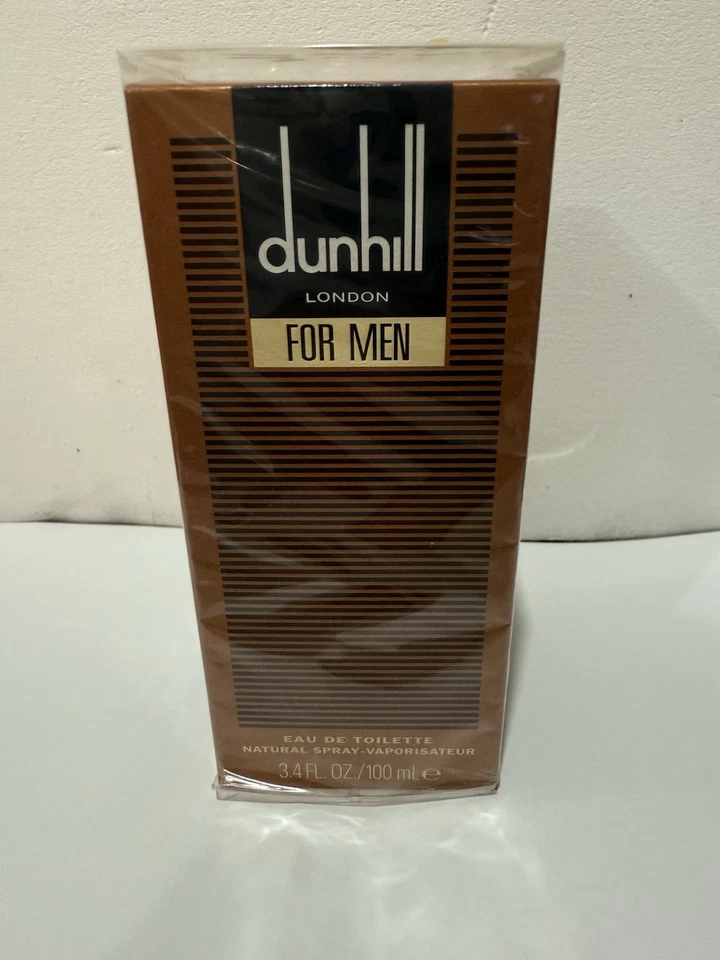 dunhill
LONDON
FOR MEN
EAU DE TOILETTE
NATURAL SPRAY-VAPORISATEUR
3.4 FL. OZ./100 mL ℮